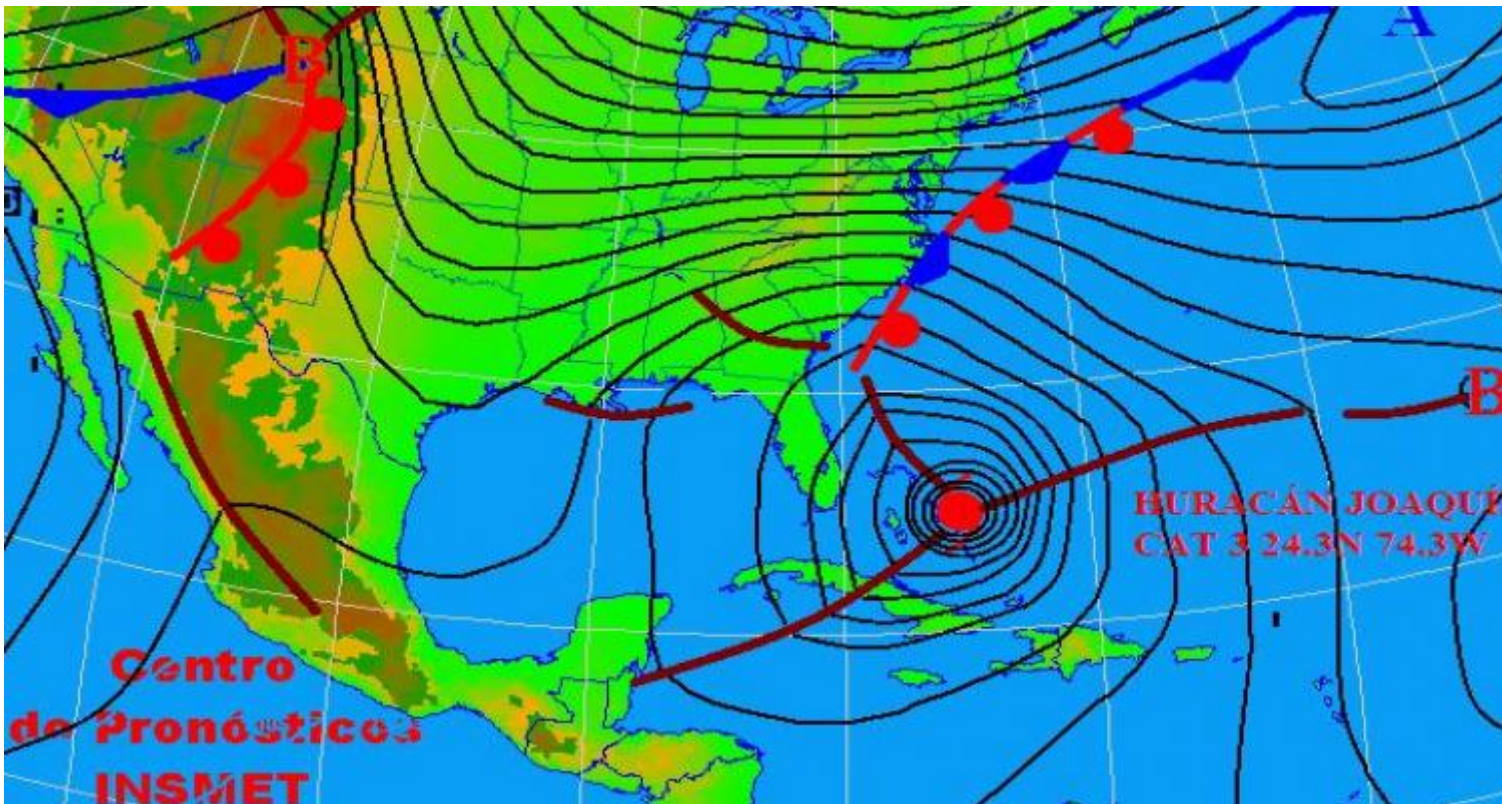 B
A
B
HURACÁN JOAQUÍ
CAT 3 24.3N 74.3W
Centro
de Pronósticos
INSMET